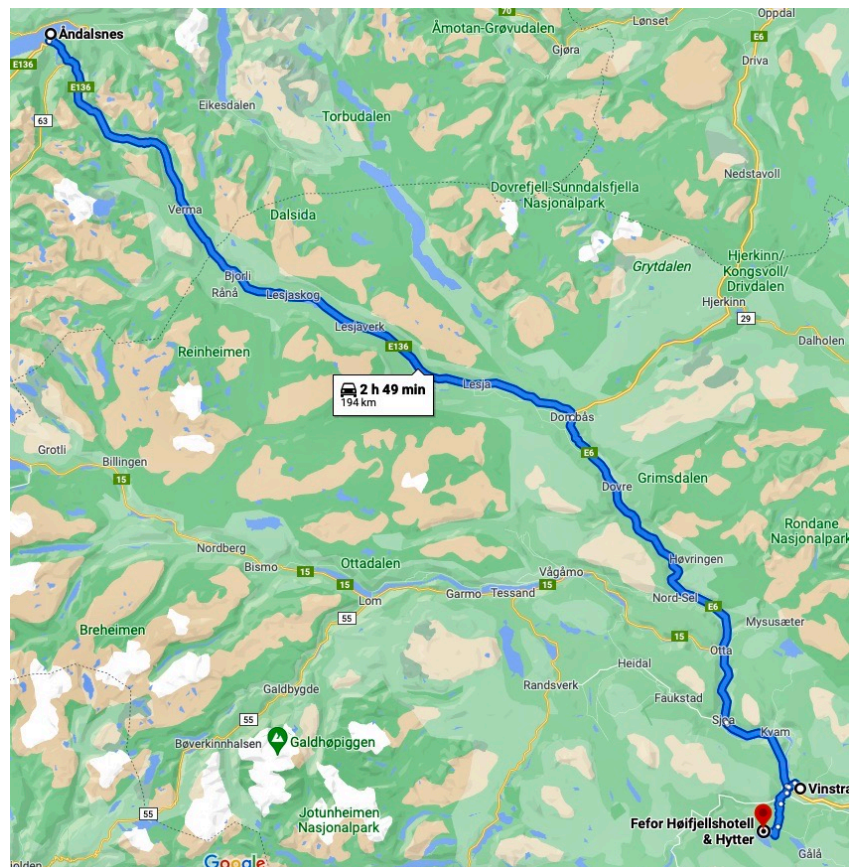 Oppdal
70
Lønset
Åmotan-Grøvudalen
E6
Åndalsnes
Gjøra
Driva
E136
E136
63
Eikesdalen
Torbudalen
Nedstavoll
Dovrefjell-Sunndalsfjella
Nasjonalpark
Verma
Dalsida
Hjerkinn/
Kongsvoll/
Drivdalen
Grytdalen
Bjorli
Rånå
Lesjaskog
Hjerkinn
29
Lesjaverk
E136
Dalholen
Reinheimen
2 h 49 min
194 km
Lesja
Dombås
Grotli
E6
Billingen
15
Dovre
Grimsdalen
Rondane
Nasjonalpark
Nordberg
Ottadalen
Høvringen
Bismo
15
15
Vågåmo
15
Garmo
Tessand
Nord-Sel
E6
Lom
55
Mysusæter
Breheimen
15
Otta
Heidal
Randsverk
Faukstad
Galdbygde
55
Sjoa
Kvam
Bøverkinnhalsen
Galdhøpiggen
Vinstra
55
Jotunheimen
Nasjonalpark
Fefor Høifjellshotell
& Hytter
Gålå
Google